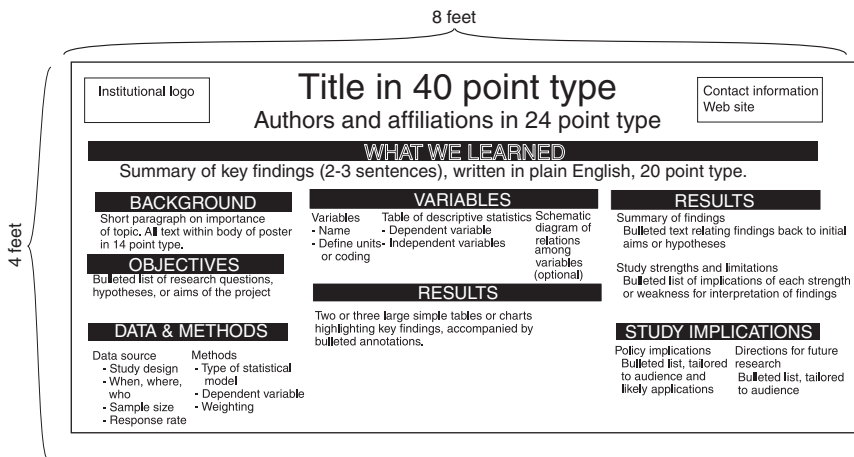 8 feet
4 feet
Institutional logo
Title in 40 point type
Authors and affiliations in 24 point type
Contact information
Web site
WHAT WE LEARNED
Summary of key findings (2-3 sentences), written in plain English, 20 point type.
BACKGROUND
Short paragraph on importance
of topic. All text within body of poster
in 14 point type.
OBJECTIVES
Bulleted list of research questions,
hypotheses, or aims of the project
DATA & METHODS
Data source
- Study design
- When, where,
who
- Sample size
- Response rate
Methods
- Type of statistical
model
- Dependent variable
- Weighting
VARIABLES
Variables
- Name
- Define units
or coding
Table of descriptive statistics
- Dependent variable
- Independent variables
Schematic
diagram of
relations
among
variables
(optional)
RESULTS
Two or three large simple tables or charts
highlighting key findings, accompanied by
bulleted annotations.
RESULTS
Summary of findings
Bulleted text relating findings back to initial
aims or hypotheses
Study strengths and limitations
Bulleted list of implications of each strength
or weakness for interpretation of findings
STUDY IMPLICATIONS
Policy implications
Bulleted list, tailored
to audience and
likely applications
Directions for future
research
Bulleted list, tailored
to audience